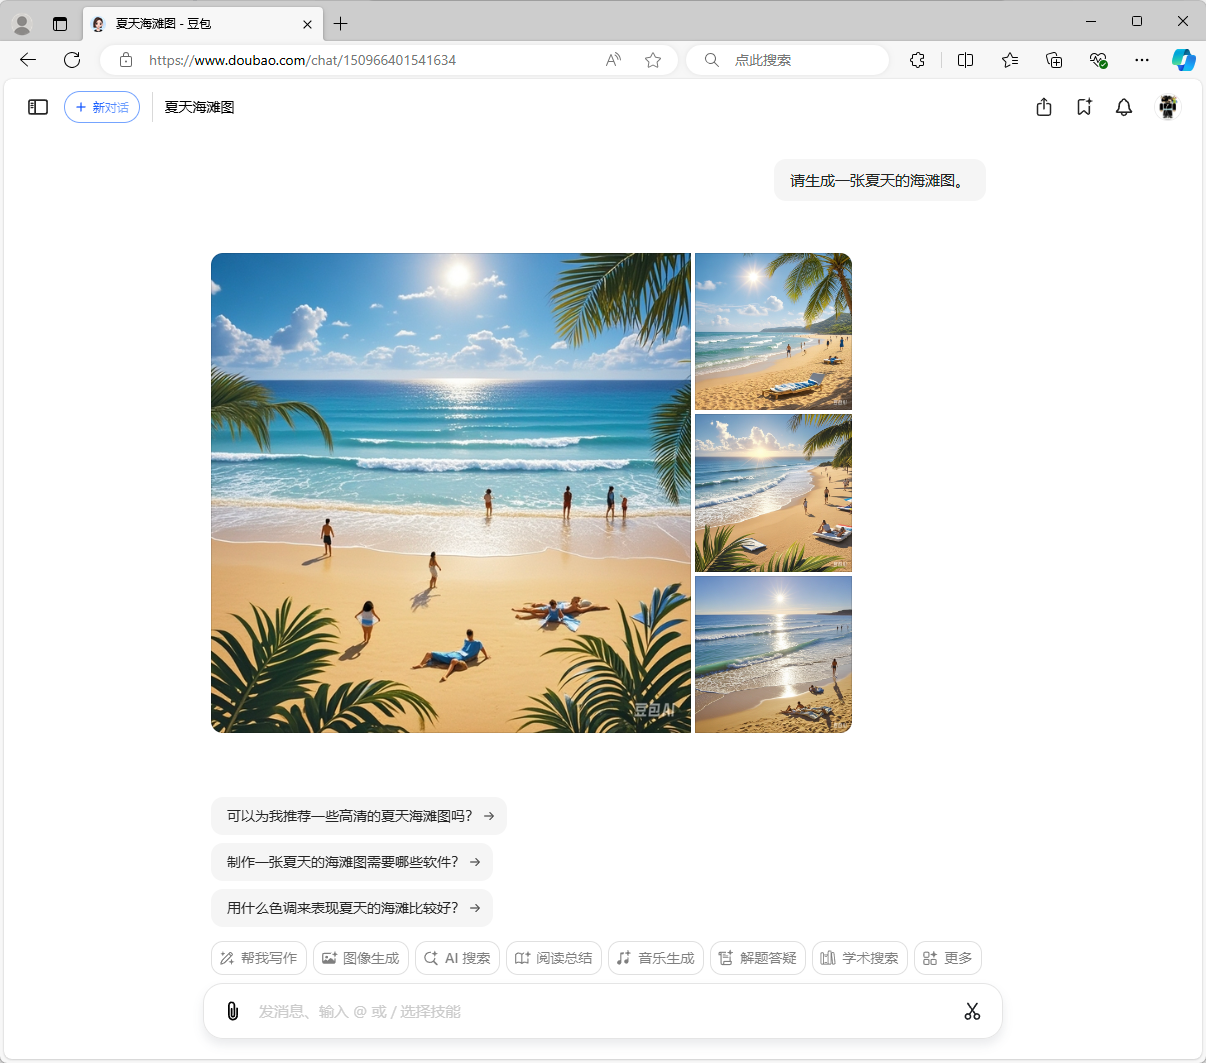 夏天海滩图 - 豆包
https://www.doubao.com/chat/150966401541634
点此搜索
新对话
夏天海滩图
请生成一张夏天的海滩图。
豆包AI
可以为我推荐一些高清的夏天海滩图吗？
制作一张夏天的海滩图需要哪些软件？
用什么色调来表现夏天的海滩比较好？
帮我写作
图像生成
AI 搜索
阅读总结
音乐生成
解题答疑
学术搜索
更多
发消息、输入 @ 或 / 选择技能